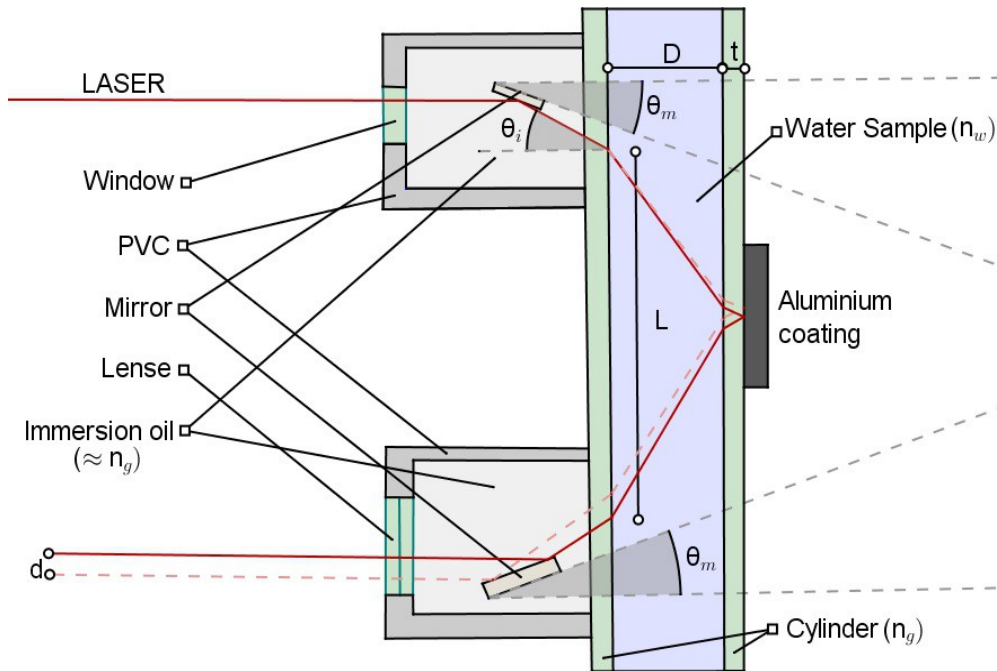 LASER
D
t
θi
θm
Water Sample (nw)
Window
PVC
Mirror
L
Aluminium
coating
Lense
Immersion oil
(≈ ng)
d
θm
Cylinder (ng)